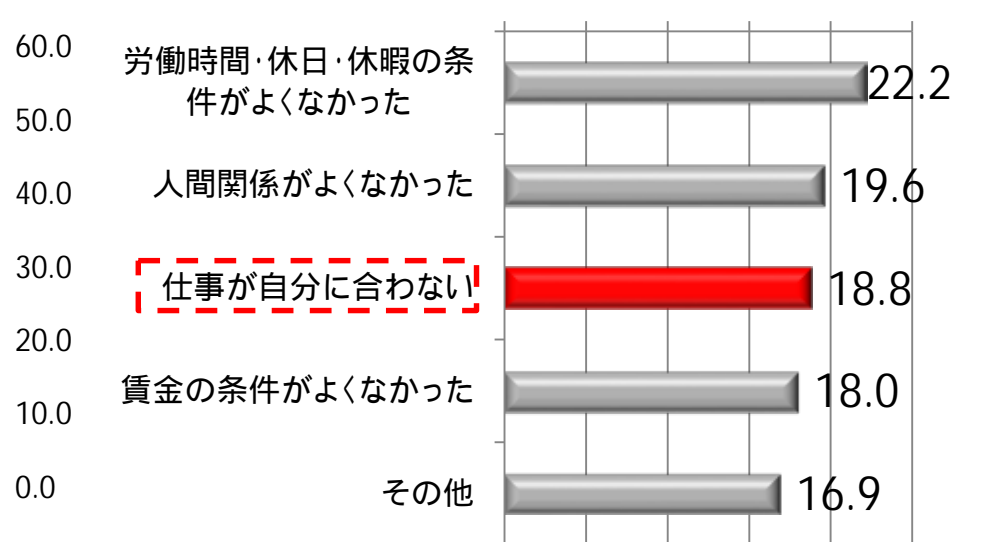 60.0
50.0
40.0
30.0
20.0
10.0
0.0
労働時間・休日・休暇の条
件がよくなかった
22.2
人間関係がよくなかった
19.6
仕事が自分に合わない
18.8
賃金の条件がよくなかった
18.0
その他
16.9